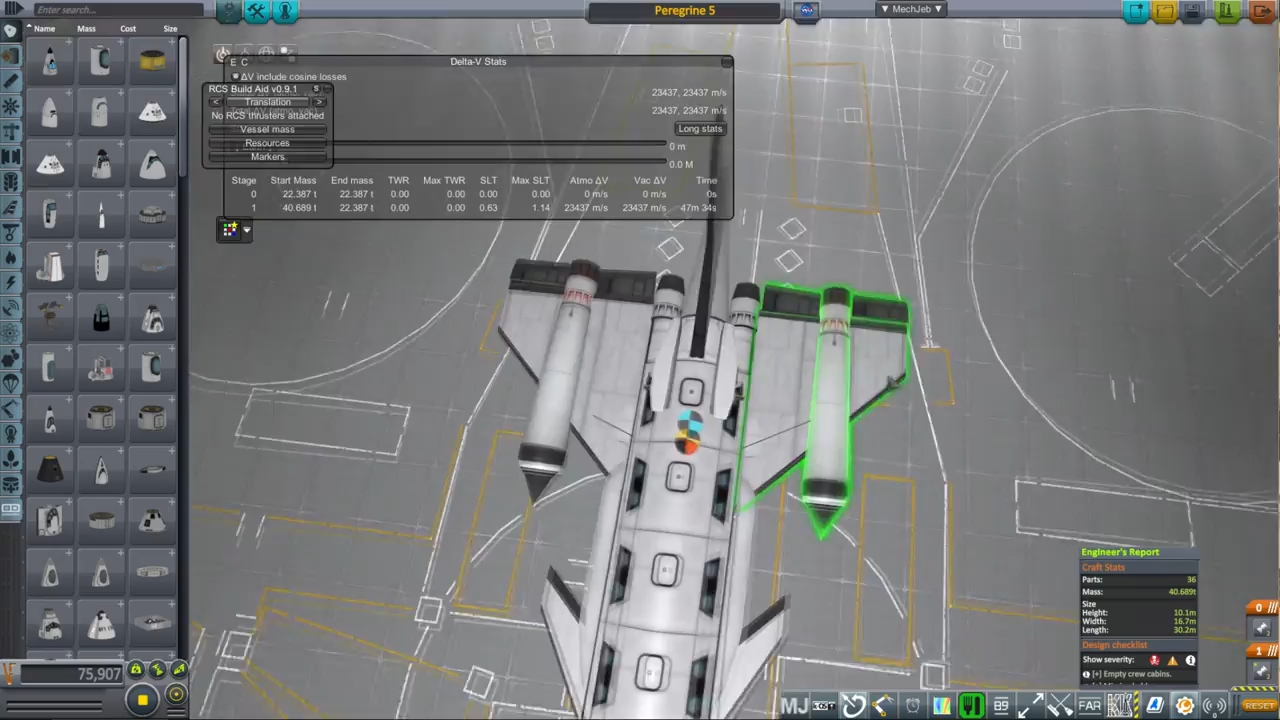 Enter search...
Peregrine 5
▼ MechJeb ▼
Name Mass Cost Size
E C Delta-V Stats
ΔV include cosine losses
RCS Build Aid v0.9.1 S
23437, 23437 m/s
< Translation >
23437, 23437 m/s
No RCS thrusters attached
Vessel mass
Long stats
Resources
0 m
Markers
0.0 M
Stage Start Mass End mass TWR Max TWR SLT Max SLT Atmo ΔV Vac ΔV Time
0 22.387 t 22.387 t 0.00 0.00 0.00 0.00 0 m/s 0 m/s 0s
1 40.689 t 22.387 t 0.00 0.00 0.63 1.14 23437 m/s 23437 m/s 47m 34s
Engineer's Report
Craft Stats
Parts: 36
Mass: 40.689t
Size
Height: 10.1m
Width: 16.7m
Length: 30.2m
Design checklist
Show severity:
[+] Empty crew cabins.
0
1
75,907
MJ
FAR
RESET